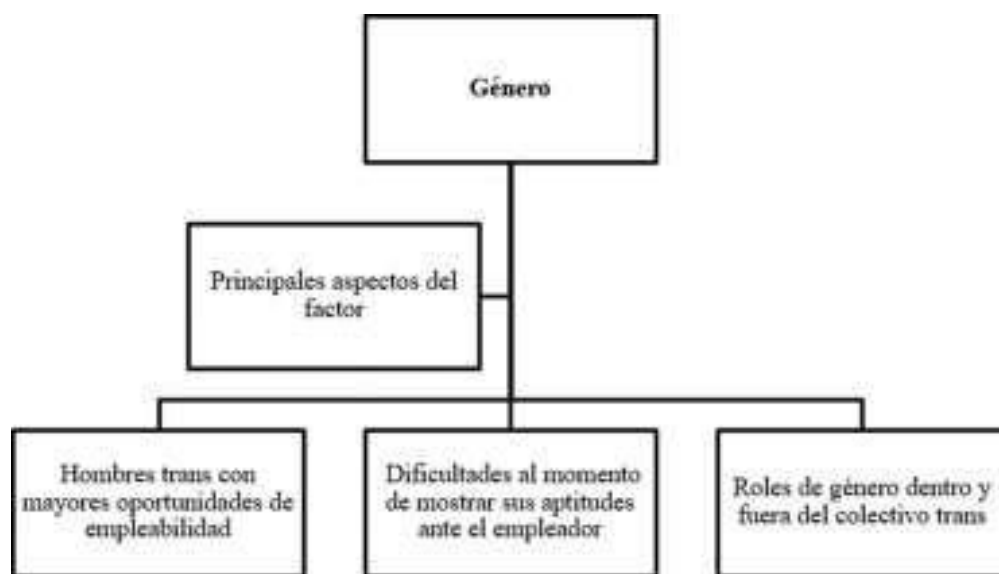 Género
Principales aspectos del
factor
Hombres trans con
mayores oportunidades de
empleabilidad
Dificultades al momento
de mostrar sus aptitudes
ante el empleador
Roles de género dentro y
fuera del colectivo trans